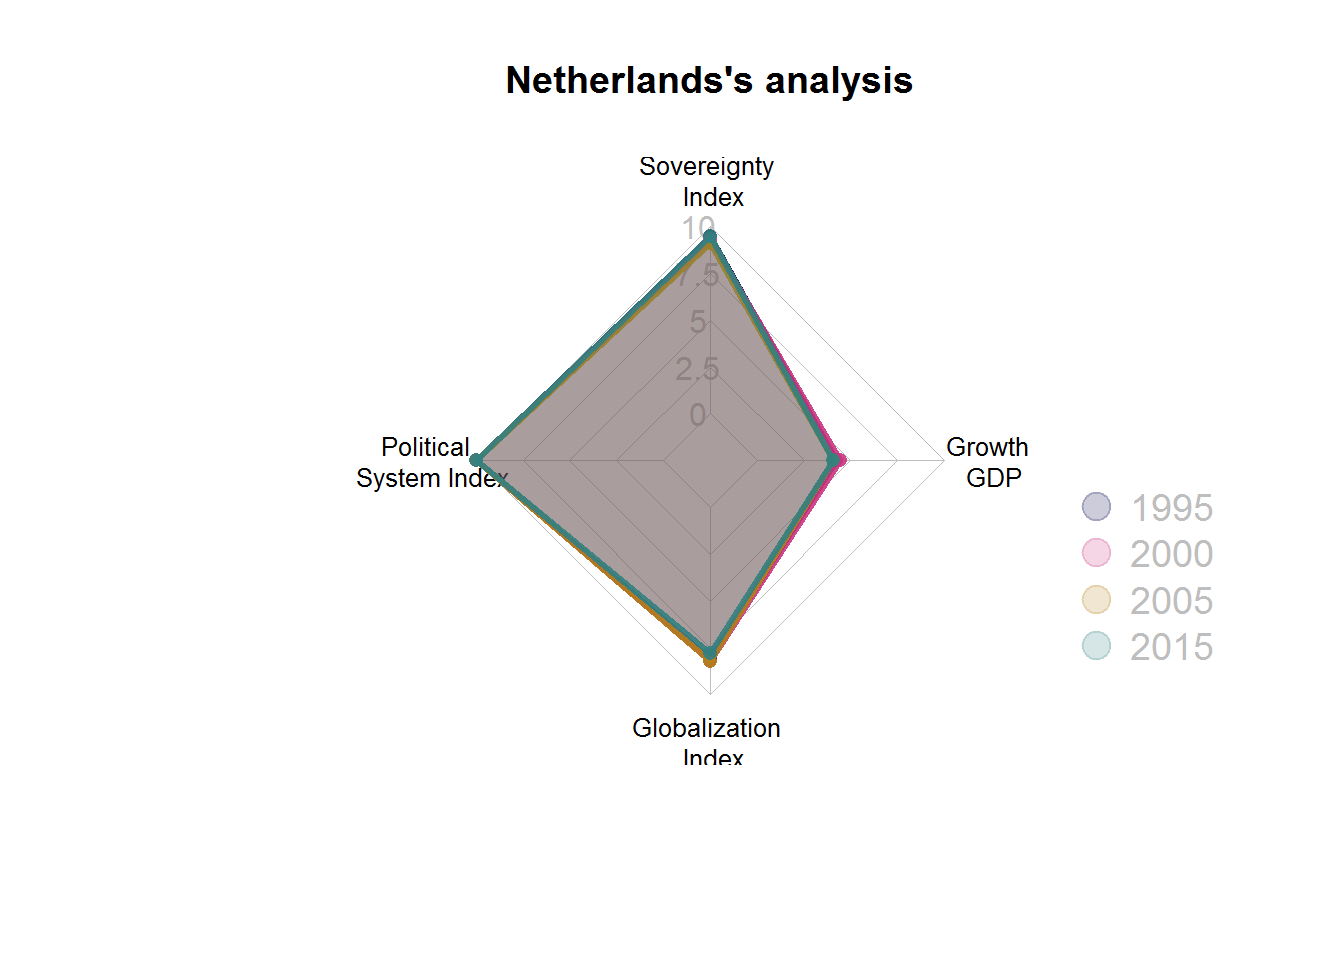 Netherlands's analysis
Sovereignty
Index
10
7.5
5
2.5
0
Political
System Index
Growth
GDP
1995
2000
2005
2015
Globalization
Index